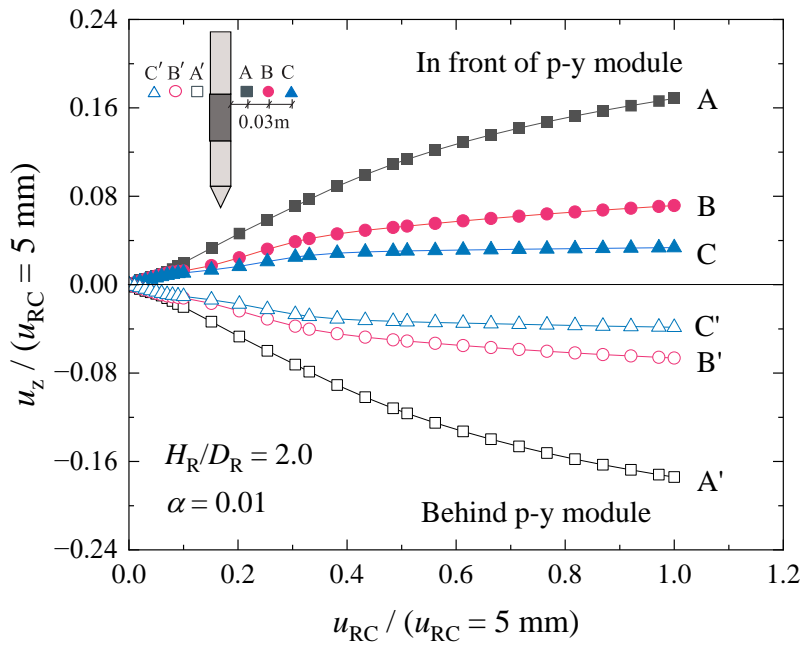 0.24
0.16
0.08
0.00
−0.08
−0.16
−0.24
u_z / (u_RC = 5 mm)
C′ B′ A′ A B C
0.03m
In front of p-y module
A
B
C
C'
B'
A'
H_R/D_R = 2.0
α = 0.01
Behind p-y module
0.0 0.2 0.4 0.6 0.8 1.0 1.2
u_RC / (u_RC = 5 mm)